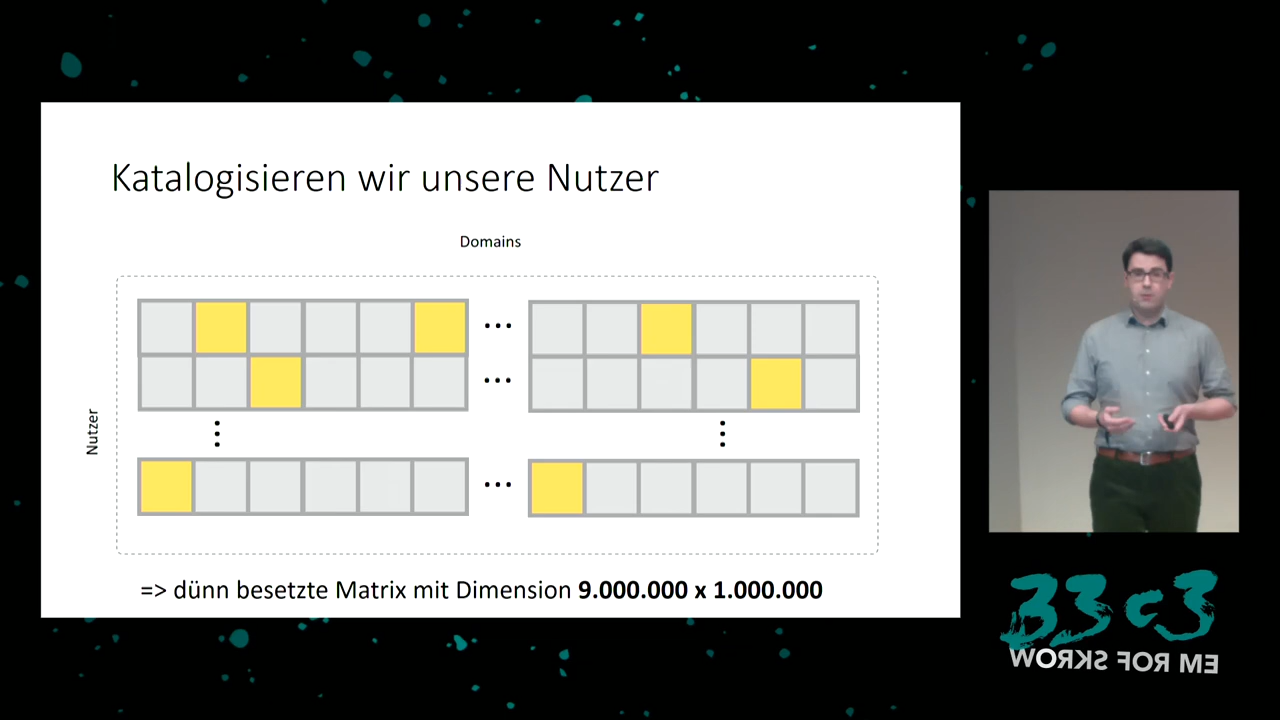 Katalogisieren wir unsere Nutzer
Domains
Nutzer
=> dünn besetzte Matrix mit Dimension 9.000.000 x 1.000.000
33c3
WORKS FOR ME